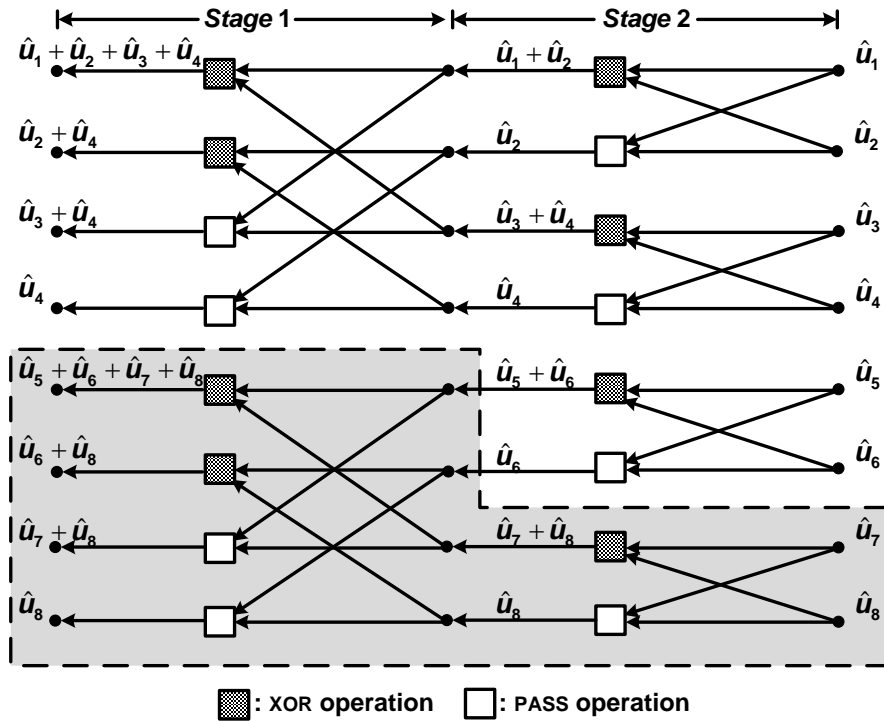 Stage 1 Stage 2
û₁ + û₂ + û₃ + û₄ û₁ + û₂ û₁
û₂ + û₄ û₂ û₂
û₃ + û₄ û₃ + û₄ û₃
û₄ û₄ û₄
û₅ + û₆ + û₇ + û₈ û₅ + û₆ û₅
û₆ + û₈ û₆ û₆
û₇ + û₈ û₇ + û₈ û₇
û₈ û₈ û₈
: XOR operation : PASS operation